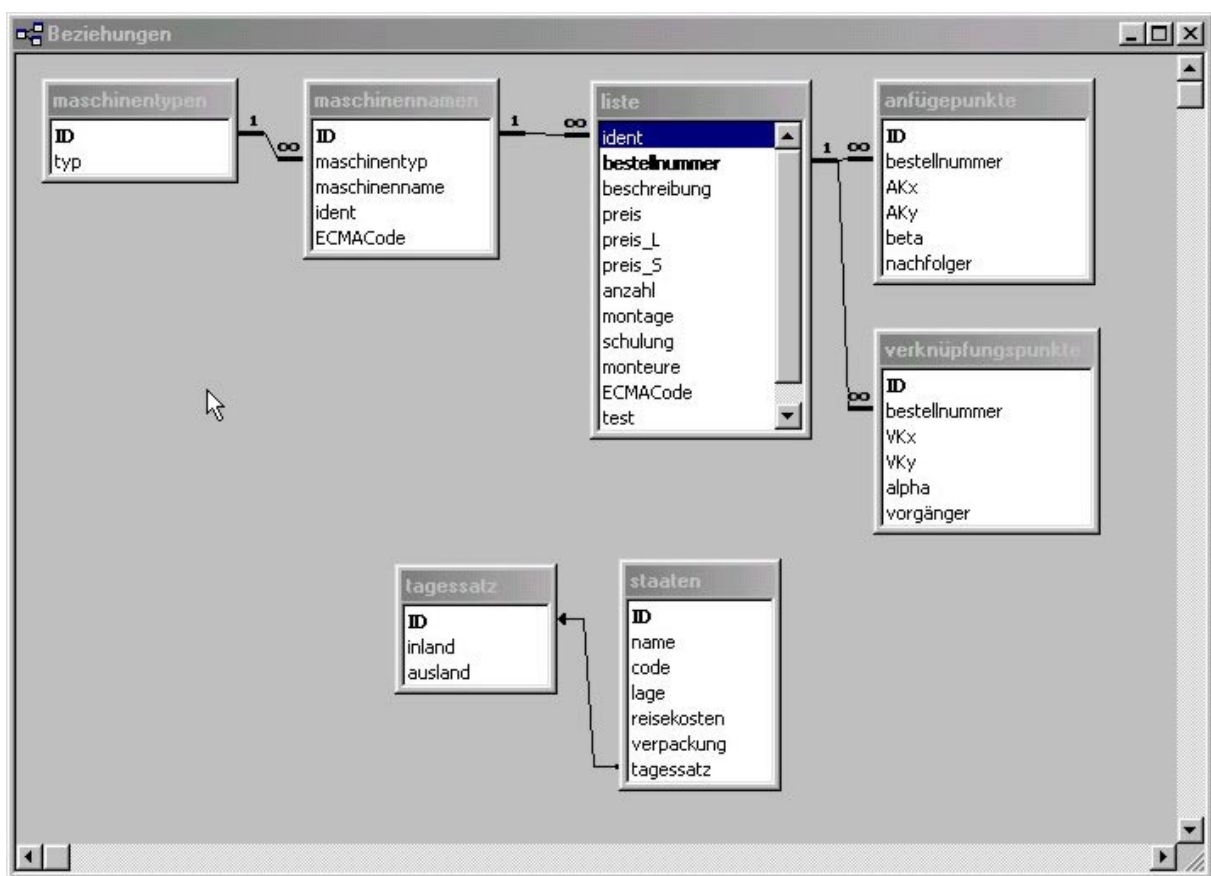 Beziehungen
maschinentypen
ID
typ
1
∞
maschinennamen
ID
maschinentyp
maschinenname
ident
ECMACode
1
∞
liste
ident
bestellnummer
beschreibung
preis
preis_L
preis_S
anzahl
montage
schulung
monteure
ECMACode
test
1
∞
anfügepunkte
ID
bestellnummer
AKx
AKy
beta
nachfolger
∞
verknüpfungspunkte
ID
bestellnummer
VKx
VKy
alpha
vorgänger
tagessatz
ID
inland
ausland
staaten
ID
name
code
lage
reisekosten
verpackung
tagessatz